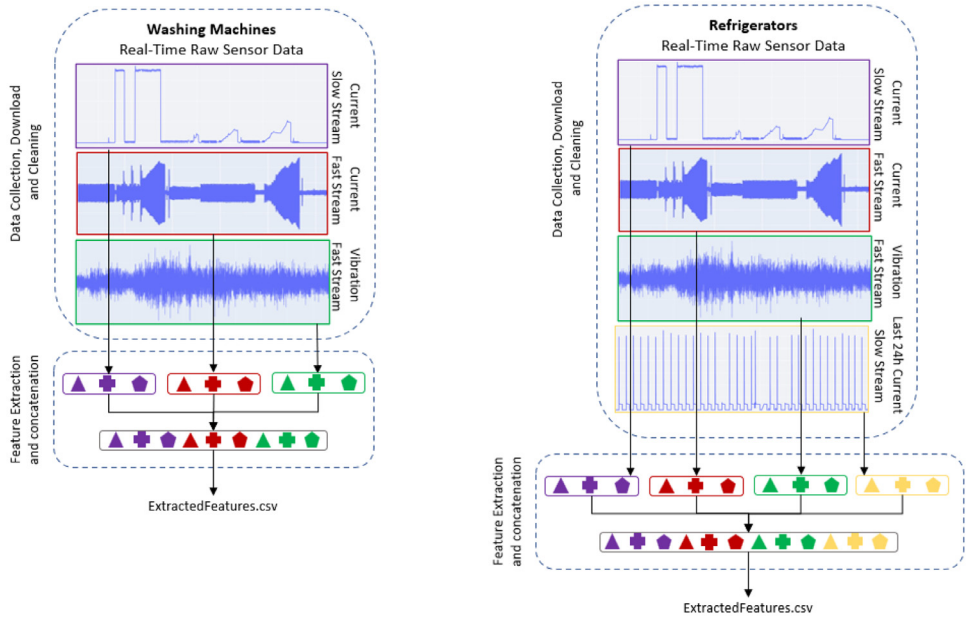 Washing Machines
Real-Time Raw Sensor Data
Data Collection, Download
and Cleaning
Current
Slow Stream
Current
Fast Stream
Vibration
Fast Stream
Feature Extraction
and concatenation
ExtractedFeatures.csv
Refrigerators
Real-Time Raw Sensor Data
Data Collection, Download
and Cleaning
Current
Slow Stream
Current
Fast Stream
Vibration
Fast Stream
Last 24h Current
Slow Stream
Feature Extraction
and concatenation
ExtractedFeatures.csv